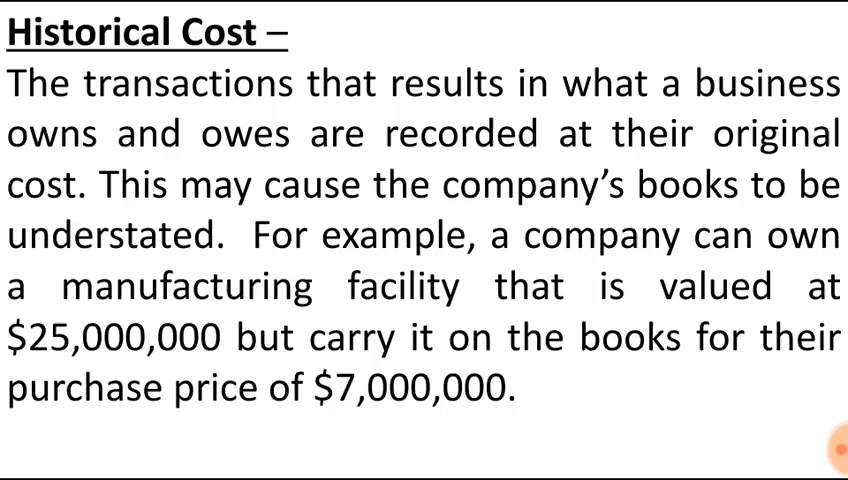 Historical Cost –
The transactions that results in what a business
owns and owes are recorded at their original
cost. This may cause the company’s books to be
understated.  For example, a company can own
a manufacturing facility that is valued at
$25,000,000 but carry it on the books for their
purchase price of $7,000,000.